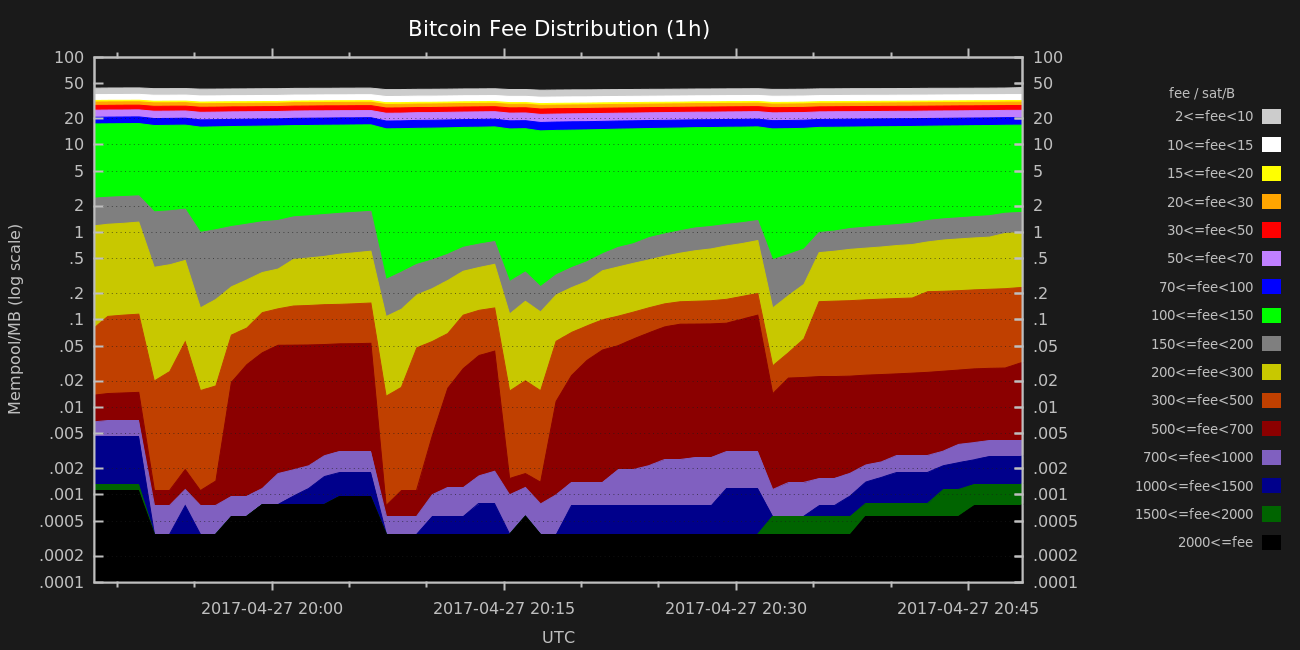 Bitcoin Fee Distribution (1h)
Mempool/MB (log scale)
100
50
20
10
5
2
1
.5
.2
.1
.05
.02
.01
.005
.002
.001
.0005
.0002
.0001
100
50
20
10
5
2
1
.5
.2
.1
.05
.02
.01
.005
.002
.001
.0005
.0002
.0001
2017-04-27 20:00 2017-04-27 20:15 2017-04-27 20:30 2017-04-27 20:45
UTC
fee / sat/B
2<=fee<10
10<=fee<15
15<=fee<20
20<=fee<30
30<=fee<50
50<=fee<70
70<=fee<100
100<=fee<150
150<=fee<200
200<=fee<300
300<=fee<500
500<=fee<700
700<=fee<1000
1000<=fee<1500
1500<=fee<2000
2000<=fee